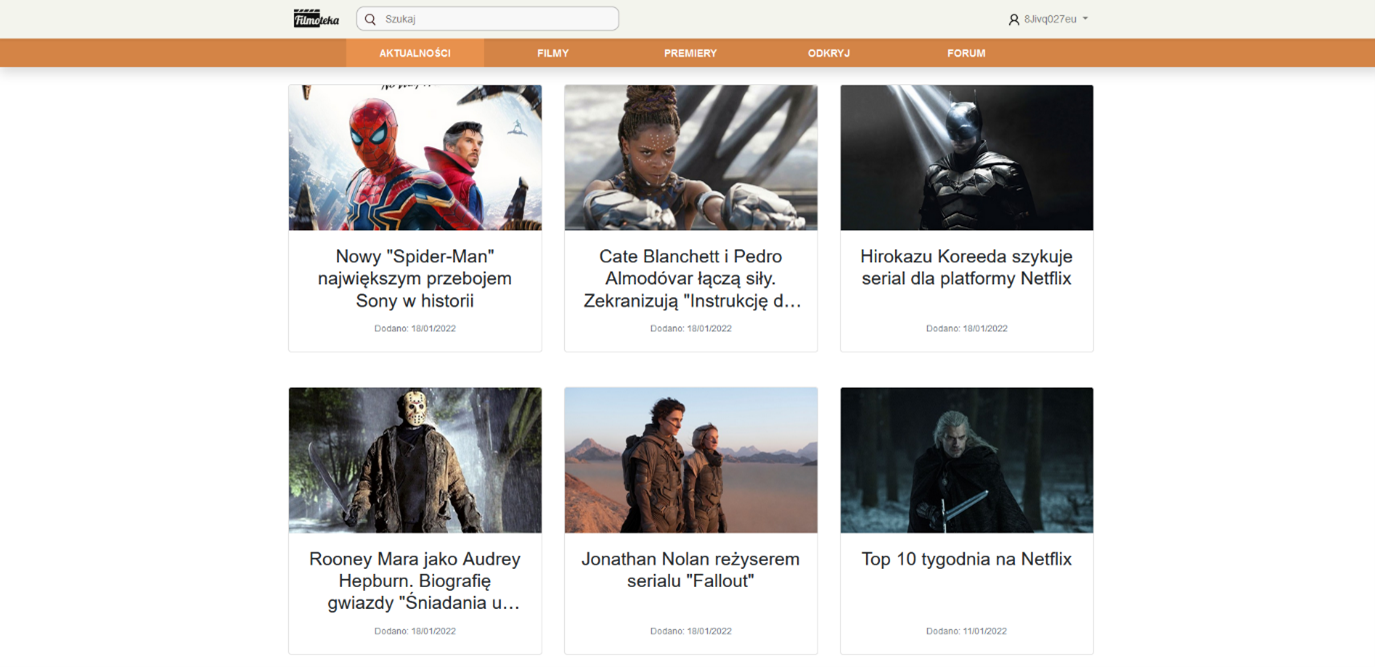 Filmoteka
Szukaj
8Jivq027eu
AKTUALNOŚCI
FILMY
PREMIERY
ODKRYJ
FORUM
Nowy "Spider-Man"
największym przebojem
Sony w historii
Dodano: 18/01/2022
Cate Blanchett i Pedro
Almodóvar łączą siły.
Zekranizują "Instrukcję d…
Dodano: 18/01/2022
Hirokazu Koreeda szykuje
serial dla platformy Netflix
Dodano: 18/01/2022
Rooney Mara jako Audrey
Hepburn. Biografię
gwiazdy "Śniadania u…
Dodano: 18/01/2022
Jonathan Nolan reżyserem
serialu "Fallout"
Dodano: 18/01/2022
Top 10 tygodnia na Netflix
Dodano: 11/01/2022